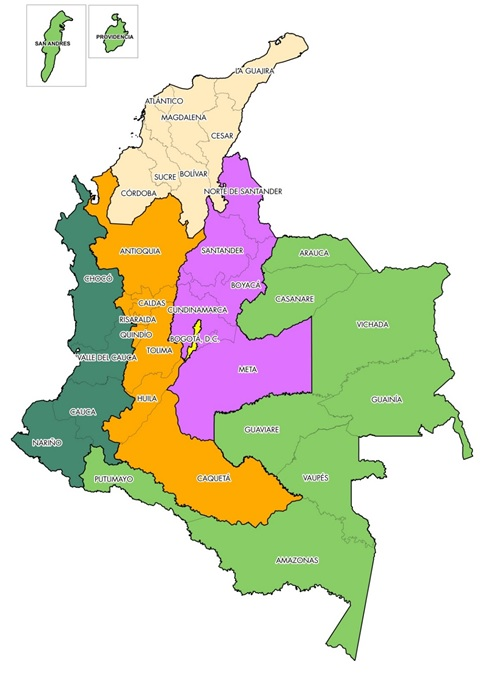 SAN ANDRES
PROVIDENCIA
LA GUAJIRA
ATLÁNTICO
MAGDALENA
CESAR
SUCRE
BOLÍVAR
CÓRDOBA
NORTE DE SANTANDER
ANTIOQUIA
SANTANDER
ARAUCA
CHOCÓ
BOYACA
CASANARE
CALDAS
CUNDINAMARCA
RISARALDA
VICHADA
QUINDÍO
BOGOTÁ, D.C.
TOLIMA
VALLE DEL CAUCA
META
HUILA
GUAINÍA
CAUCA
GUAVIARE
NARIÑO
PUTUMAYO
CAQUETÁ
VAUPÉS
AMAZONAS